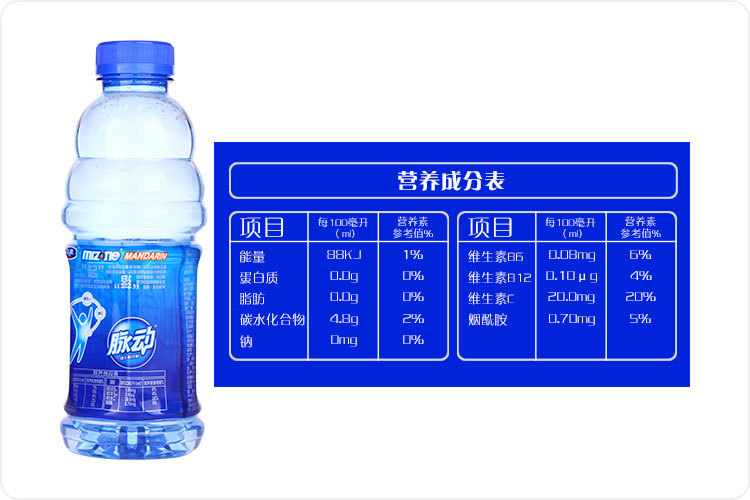 mizone MANDARIN
脉动
营养成分表
营养成分表
项目 每100毫升（ml） 营养素参考值%
能量 88KJ 1%
蛋白质 0.0g 0%
脂肪 0.0g 0%
碳水化合物 4.8g 2%
钠 0mg 0%
项目 每100毫升（ml） 营养素参考值%
维生素B6 0.08mg 6%
维生素B12 0.10μg 4%
维生素C 20.0mg 20%
烟酰胺 0.70mg 5%